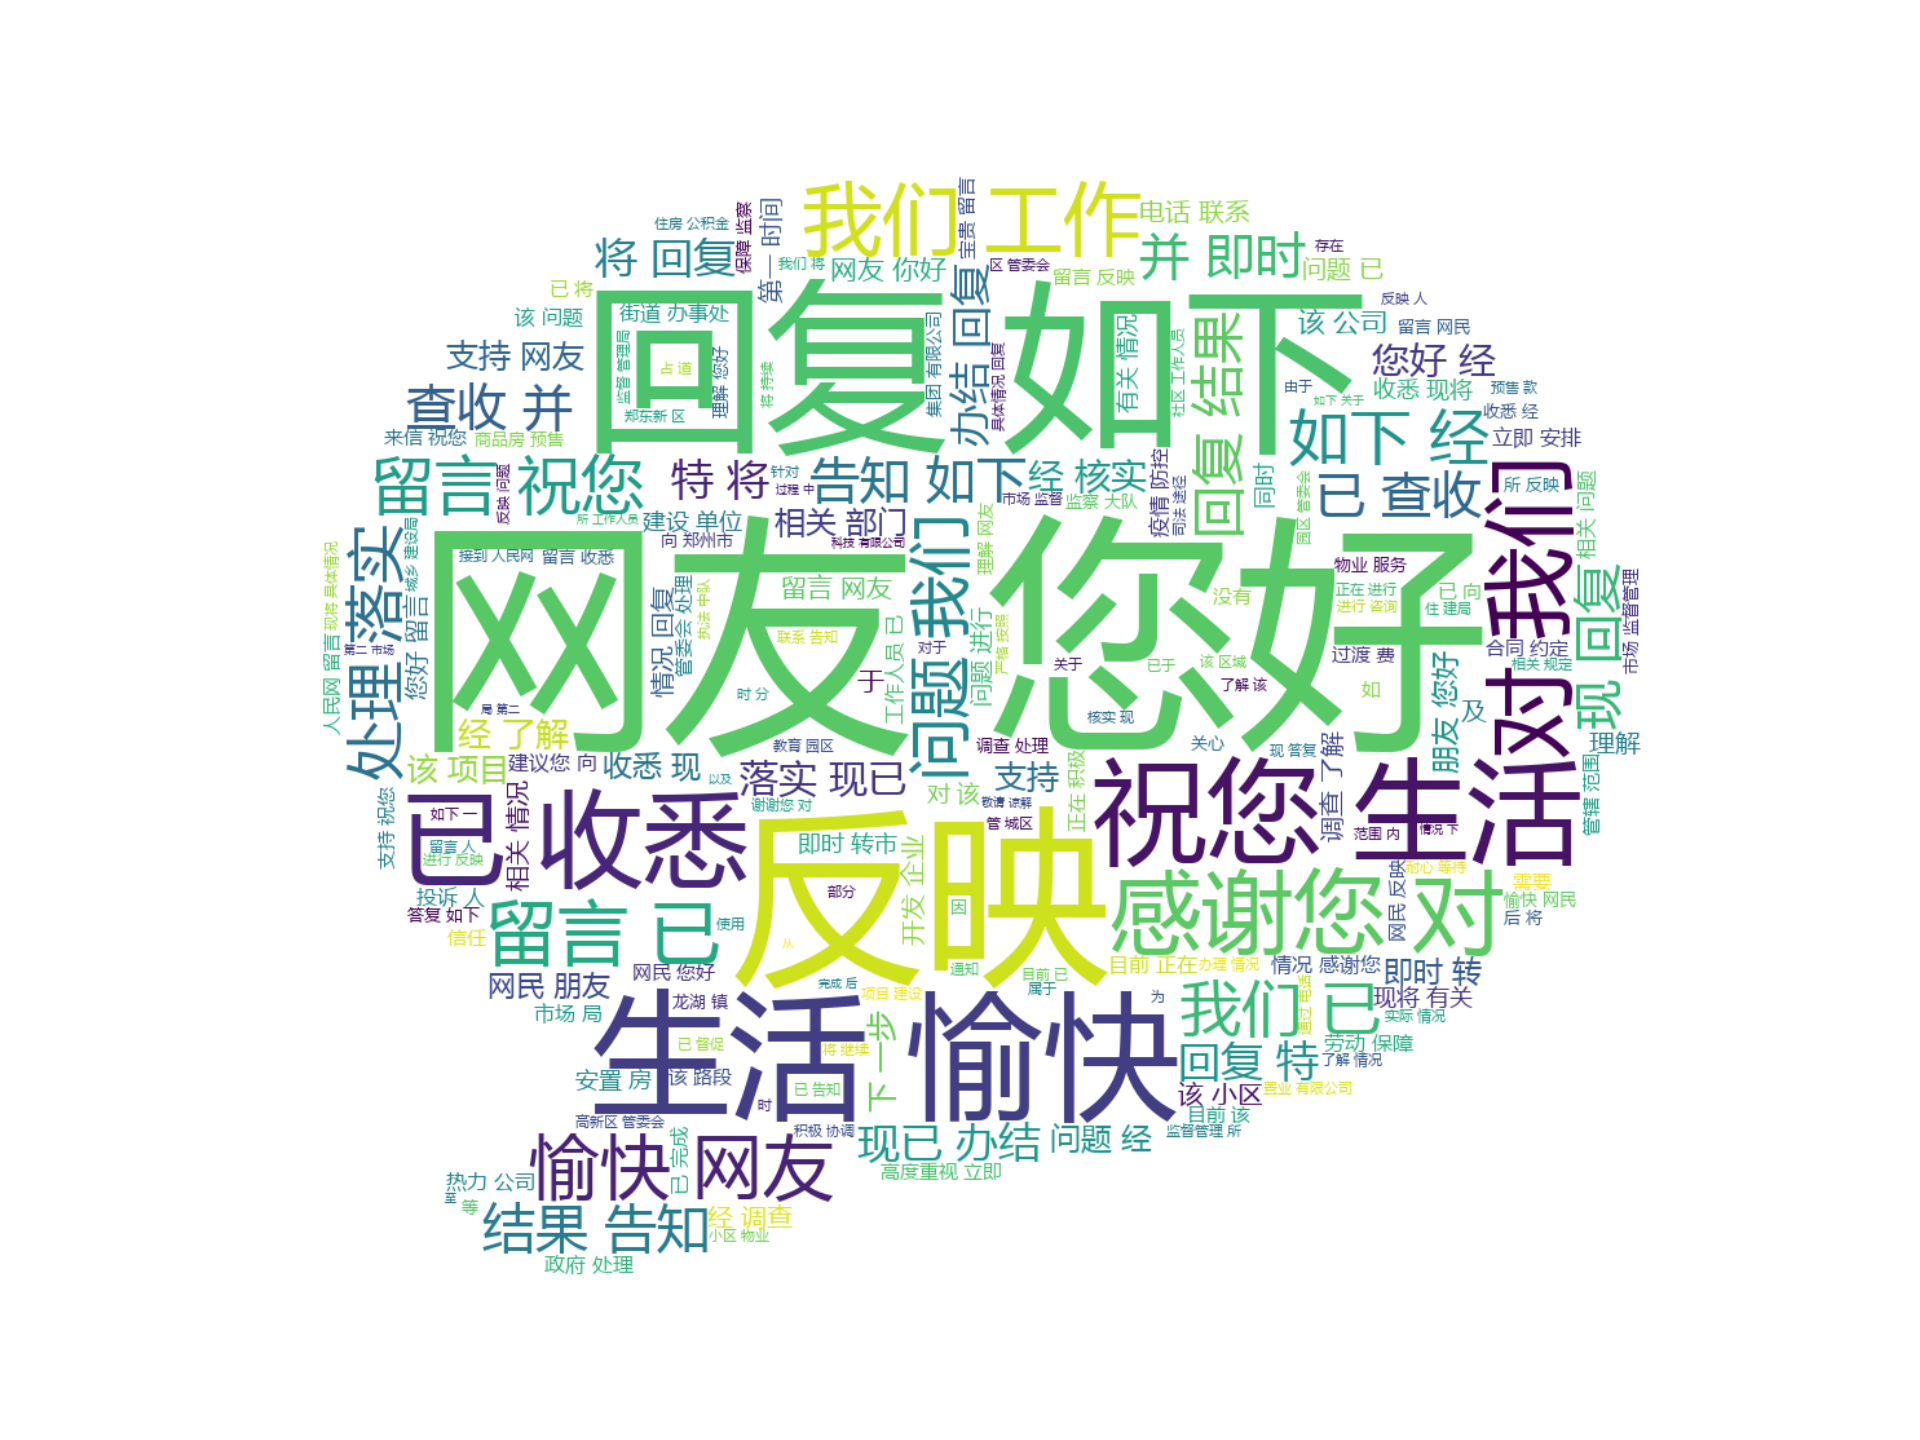 我们 工作
电话 联系
住房 公积金
保障 监察
第一 时间
宝贵 留言
将 回复
我们 将
网友 你好
区 管委会
留言 反映
并 即时
问题 已
存在
已 将
该 问题
街道 办事处
回复 如下
反映 人
该 公司
留言 网民
支持 网友
监督 管理局
占 道
理解 您好
将 持续
集团 有限公司
办结 回复
具体情况 回复
有关 情况
社区 工作人员
回复 结果
您好 经
由于
收悉 现将
预售 款
查收 并
郑东新 区
如下 关于
收悉 经
来信 祝您
商品房 预售
如下 经
立即 安排
留言 祝您
反映 问题
特 将
针对
过程 中
告知 如下
经 核实
市场 监督
监察 大队
疫情 防控
司法 途径
同时
园区 管委会
已 查收
所 反映
相关 问题
所 工作人员
建设 单位
相关 部门
向 郑州市
科技 有限公司
理解 网友
接到 人民网
留言 收悉
网友 您好
物业 服务
对 我们
人民网 留言
现将 具体情况
处理 落实
城乡 建设局
您好 留言
第二 市场
情况 回复
管委会 处理
执法 中队
留言 网友
联系 告知
工作人员 已
问题 我们
问题 进行
严格 按照
没有
正在 进行
进行 咨询
已 向
住 建局
现 回复
市场 监督管理
对于
关于
已于
该 区域
了解 该
过渡 费
合同 约定
相关 规定
于
时 分
如
及
局 第二
核实 现
朋友 您好
经 了解
教育 园区
调查 处理
关心
现 答复
理解
该 项目
建议您 向
收悉 现
以及
落实 现已
支持
正在 积极
祝您 生活
调查 了解
管辖 范围
支持 祝您
如下 一
相关 情况
已 收悉
谢谢您 对
对 该
敬请 谅解
管 城区
范围 内
情况 下
留言 人
进行 反映
即时 转市
反映
开发 企业
耐心 等待
网民 反映
需要
愉快 网民
投诉 人
答复 如下
部分
因
感谢您 对
后 将
信任
留言 已
使用
从
网民 朋友
网民 您好
通知
目前 已
目前 正在
办理 情况
情况 感谢您
即时 转
龙湖 镇
完成 后
项目 建设
属于
为
我们 已
通过 电话
现将 有关
市场 局
实际 情况
已 督促
生活 愉快
将 继续
下一步
回复 特
劳动 保障
了解 情况
安置 房
该 路段
已 告知
该 小区
置业 有限公司
时
目前 该
高新区 管委会
积极 协调
现已 办结
问题 经
监督管理 所
愉快 网友
已 完成
高度重视 立即
热力 公司
至
等
结果 告知
经 调查
小区 物业
政府 处理